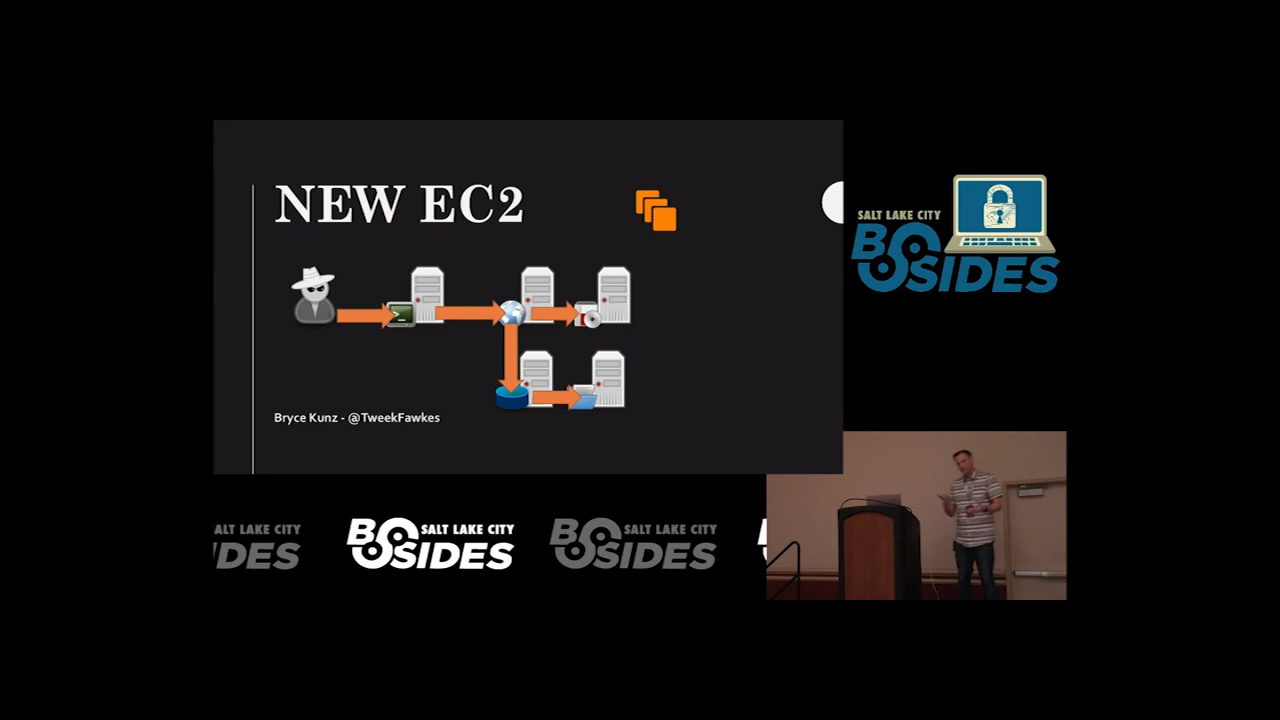 NEW EC2
>_
Bryce Kunz - @TweekFawkes
SALT LAKE CITY
BSIDES
ALT LAKE CITY
IDES
SALT LAKE CITY
BSIDES
SALT LAKE CITY
BSIDES